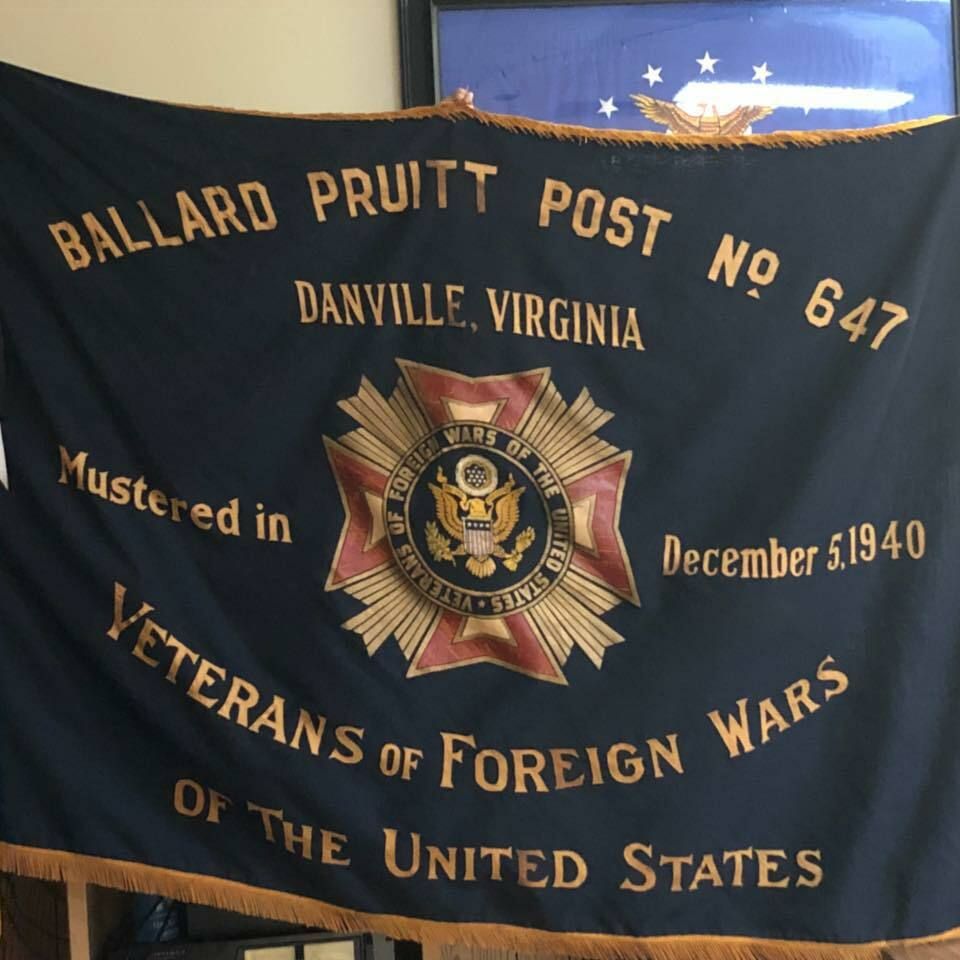 BALLARD PRUITT POST Nº 647
DANVILLE, VIRGINIA
VETERANS OF FOREIGN WARS OF THE UNITED STATES
Mustered in December 5, 1940
VETERANS OF FOREIGN WARS
OF THE UNITED STATES